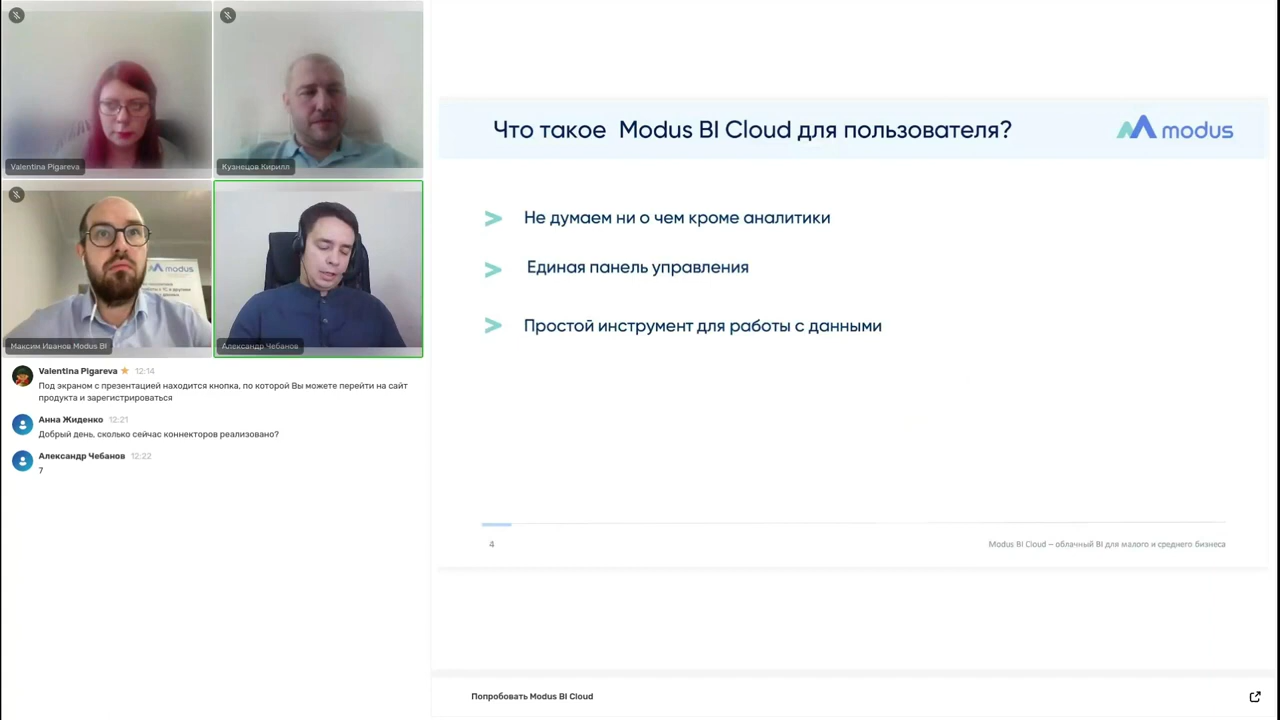 Valentina Pigareva
Кузнецов Кирилл
modus
Максим Иванов Modus BI
Александр Чебанов
Valentina Pigareva 12:14
Под экраном с презентацией находится кнопка, по которой Вы можете перейти на сайт
продукта и зарегистрироваться
Анна Жиденко 12:21
Добрый день, сколько сейчас коннекторов реализовано?
Александр Чебанов 12:22
7
Что такое Modus BI Cloud для пользователя?
modus
> Не думаем ни о чем кроме аналитики
> Единая панель управления
> Простой инструмент для работы с данными
4
Modus BI Cloud – облачный BI для малого и среднего бизнеса
Попробовать Modus BI Cloud